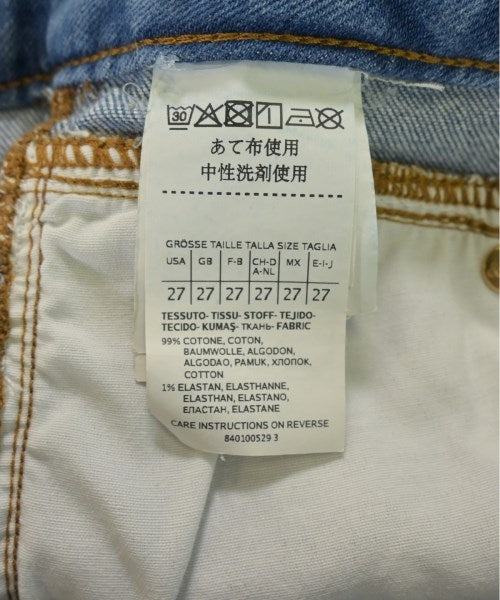 30
あて布使用
中性洗剤使用
GRÖSSE TAILLE TALLA SIZE TAGLIA
USA GB F-B CH-D A-NL MX E-I-J
27 27 27 27 27 27
TESSUTO- TISSU- STOFF- TEJIDO-
TECIDO- KUMAŞ- ТКАНЬ- FABRIC
99% COTONE, COTON,
BAUMWOLLE, ALGODON,
ALGODAO, PAMUK, ХЛОПОК,
COTTON
1% ELASTAN, ELASTHANNE,
ELASTHAN, ELASTANO,
ЕЛАСТАН, ELASTANE
CARE INSTRUCTIONS ON REVERSE
840100529 3